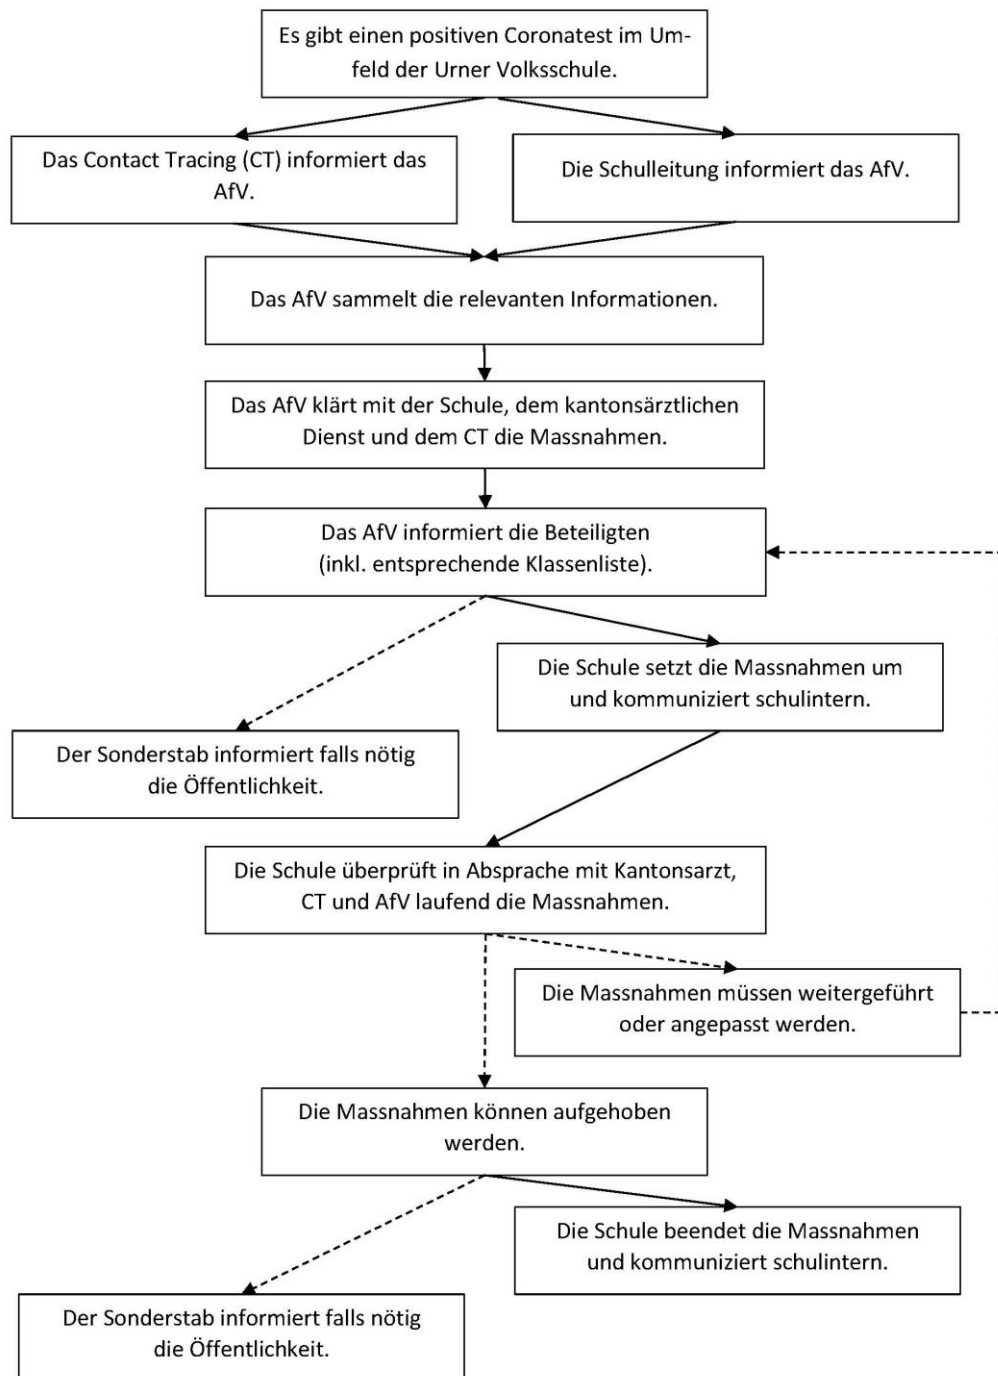 Es gibt einen positiven Coronatest im Um-
feld der Urner Volksschule.
Das Contact Tracing (CT) informiert das
AfV.
Die Schulleitung informiert das AfV.
Das AfV sammelt die relevanten Informationen.
Das AfV klärt mit der Schule, dem kantonsärztlichen
Dienst und dem CT die Massnahmen.
Das AfV informiert die Beteiligten
(inkl. entsprechende Klassenliste).
Die Schule setzt die Massnahmen um
und kommuniziert schulintern.
Der Sonderstab informiert falls nötig
die Öffentlichkeit.
Die Schule überprüft in Absprache mit Kantonsarzt,
CT und AfV laufend die Massnahmen.
Die Massnahmen müssen weitergeführt
oder angepasst werden.
Die Massnahmen können aufgehoben
werden.
Die Schule beendet die Massnahmen
und kommuniziert schulintern.
Der Sonderstab informiert falls nötig
die Öffentlichkeit.